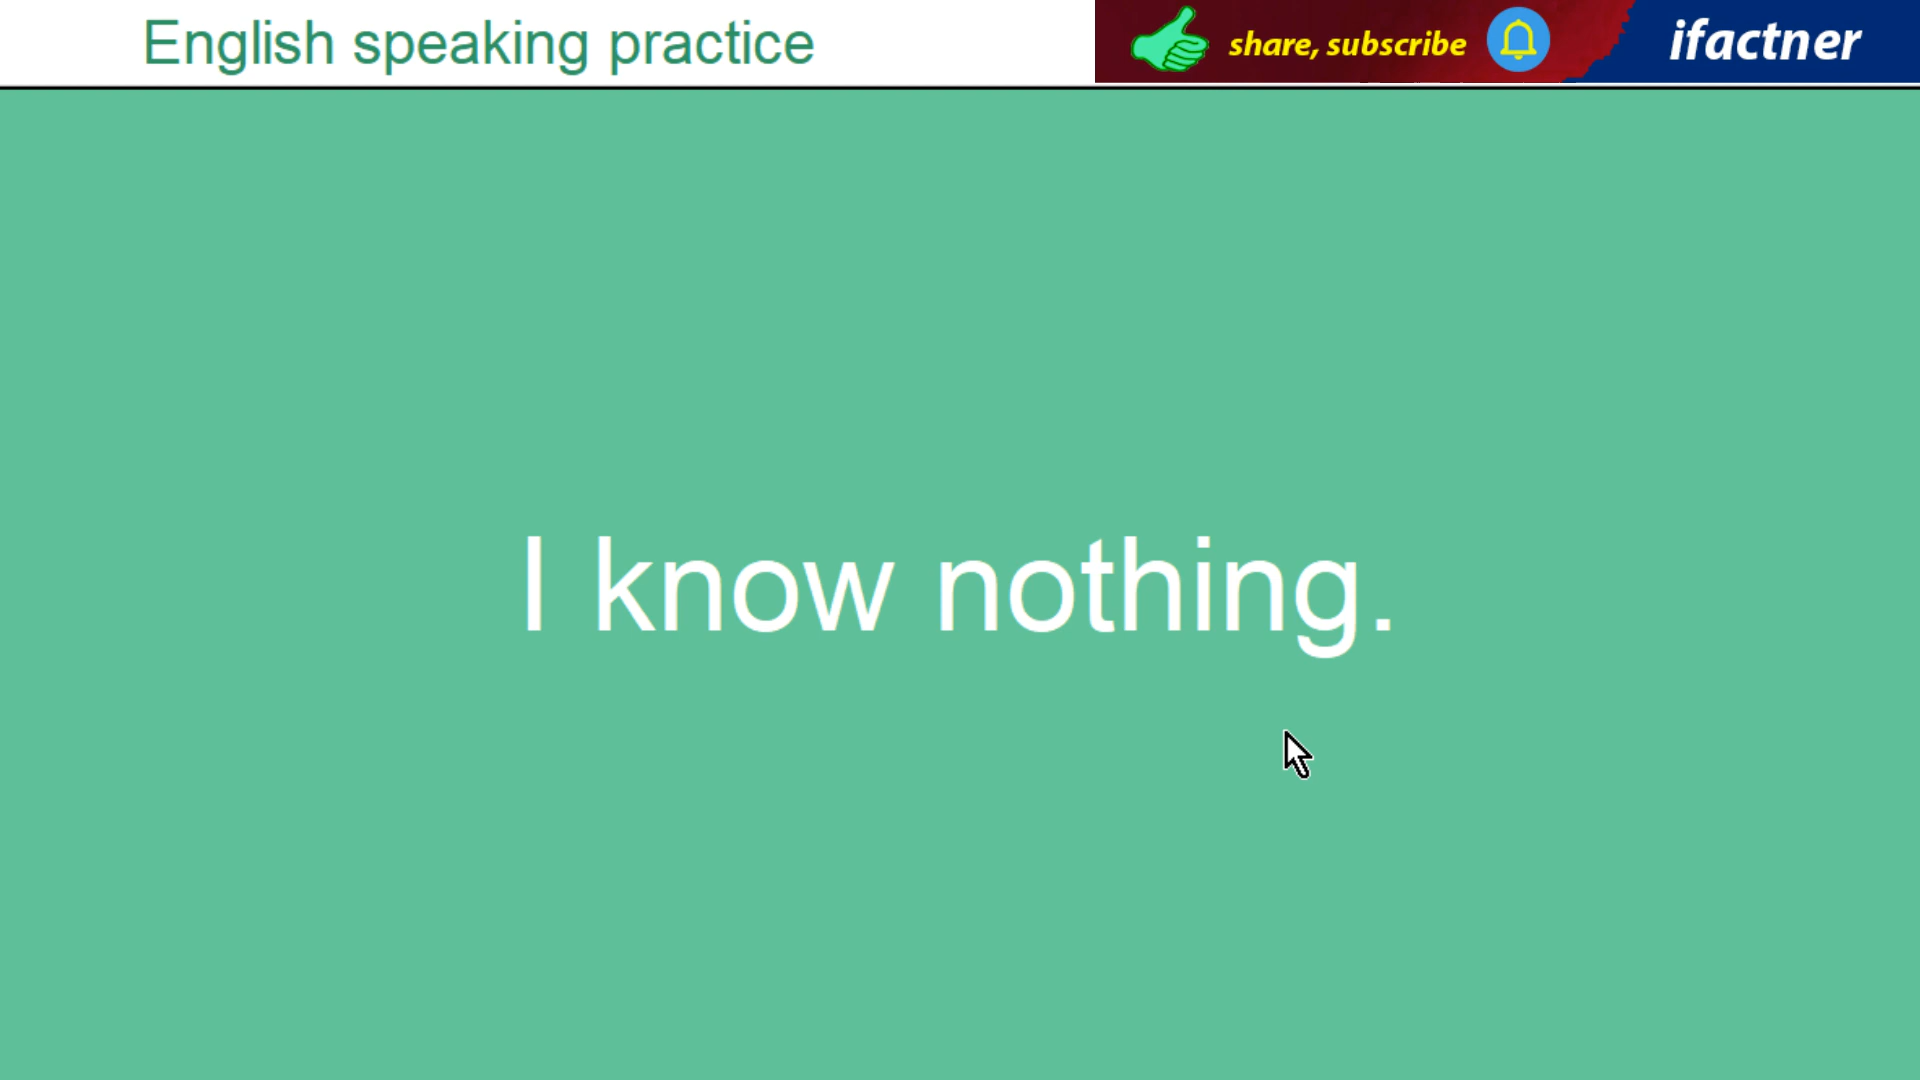 English speaking practice
share, subscribe
ifactner
I know nothing.